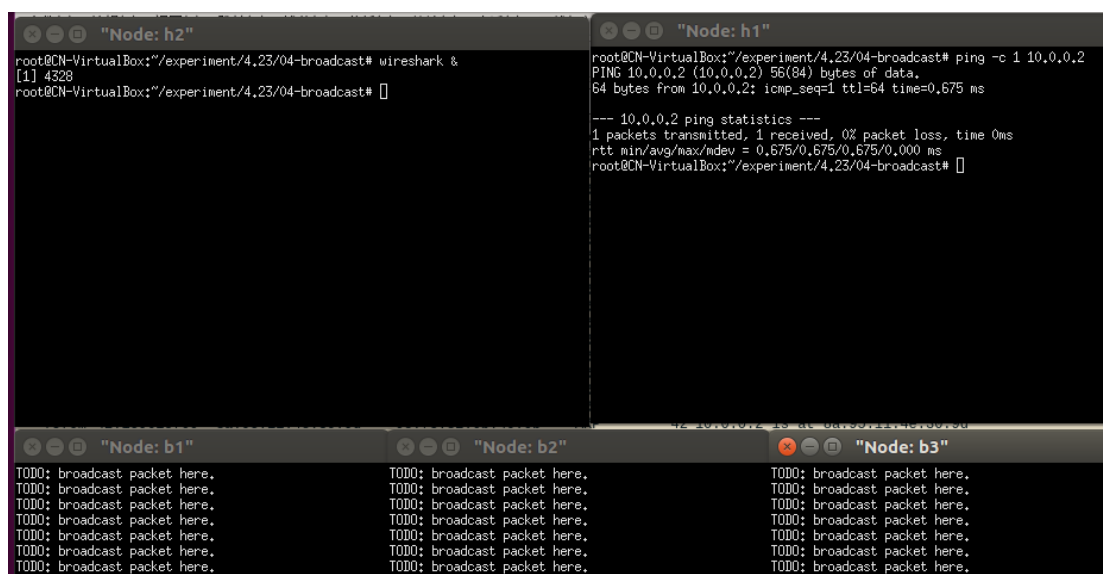 "Node: h2"
root@CN-VirtualBox:~/experiment/4.23/04-broadcast# wireshark &
[1] 4328
root@CN-VirtualBox:~/experiment/4.23/04-broadcast#
"Node: h1"
root@CN-VirtualBox:~/experiment/4.23/04-broadcast# ping -c 1 10.0.0.2
PING 10.0.0.2 (10.0.0.2) 56(84) bytes of data.
64 bytes from 10.0.0.2: icmp_seq=1 ttl=64 time=0.675 ms
--- 10.0.0.2 ping statistics ---
1 packets transmitted, 1 received, 0% packet loss, time 0ms
rtt min/avg/max/mdev = 0.675/0.675/0.675/0.000 ms
root@CN-VirtualBox:~/experiment/4.23/04-broadcast#
"Node: b1"
TODO: broadcast packet here.
TODO: broadcast packet here.
TODO: broadcast packet here.
TODO: broadcast packet here.
TODO: broadcast packet here.
TODO: broadcast packet here.
TODO: broadcast packet here.
"Node: b2"
TODO: broadcast packet here.
TODO: broadcast packet here.
TODO: broadcast packet here.
TODO: broadcast packet here.
TODO: broadcast packet here.
TODO: broadcast packet here.
TODO: broadcast packet here.
"Node: b3"
TODO: broadcast packet here.
TODO: broadcast packet here.
TODO: broadcast packet here.
TODO: broadcast packet here.
TODO: broadcast packet here.
TODO: broadcast packet here.
TODO: broadcast packet here.